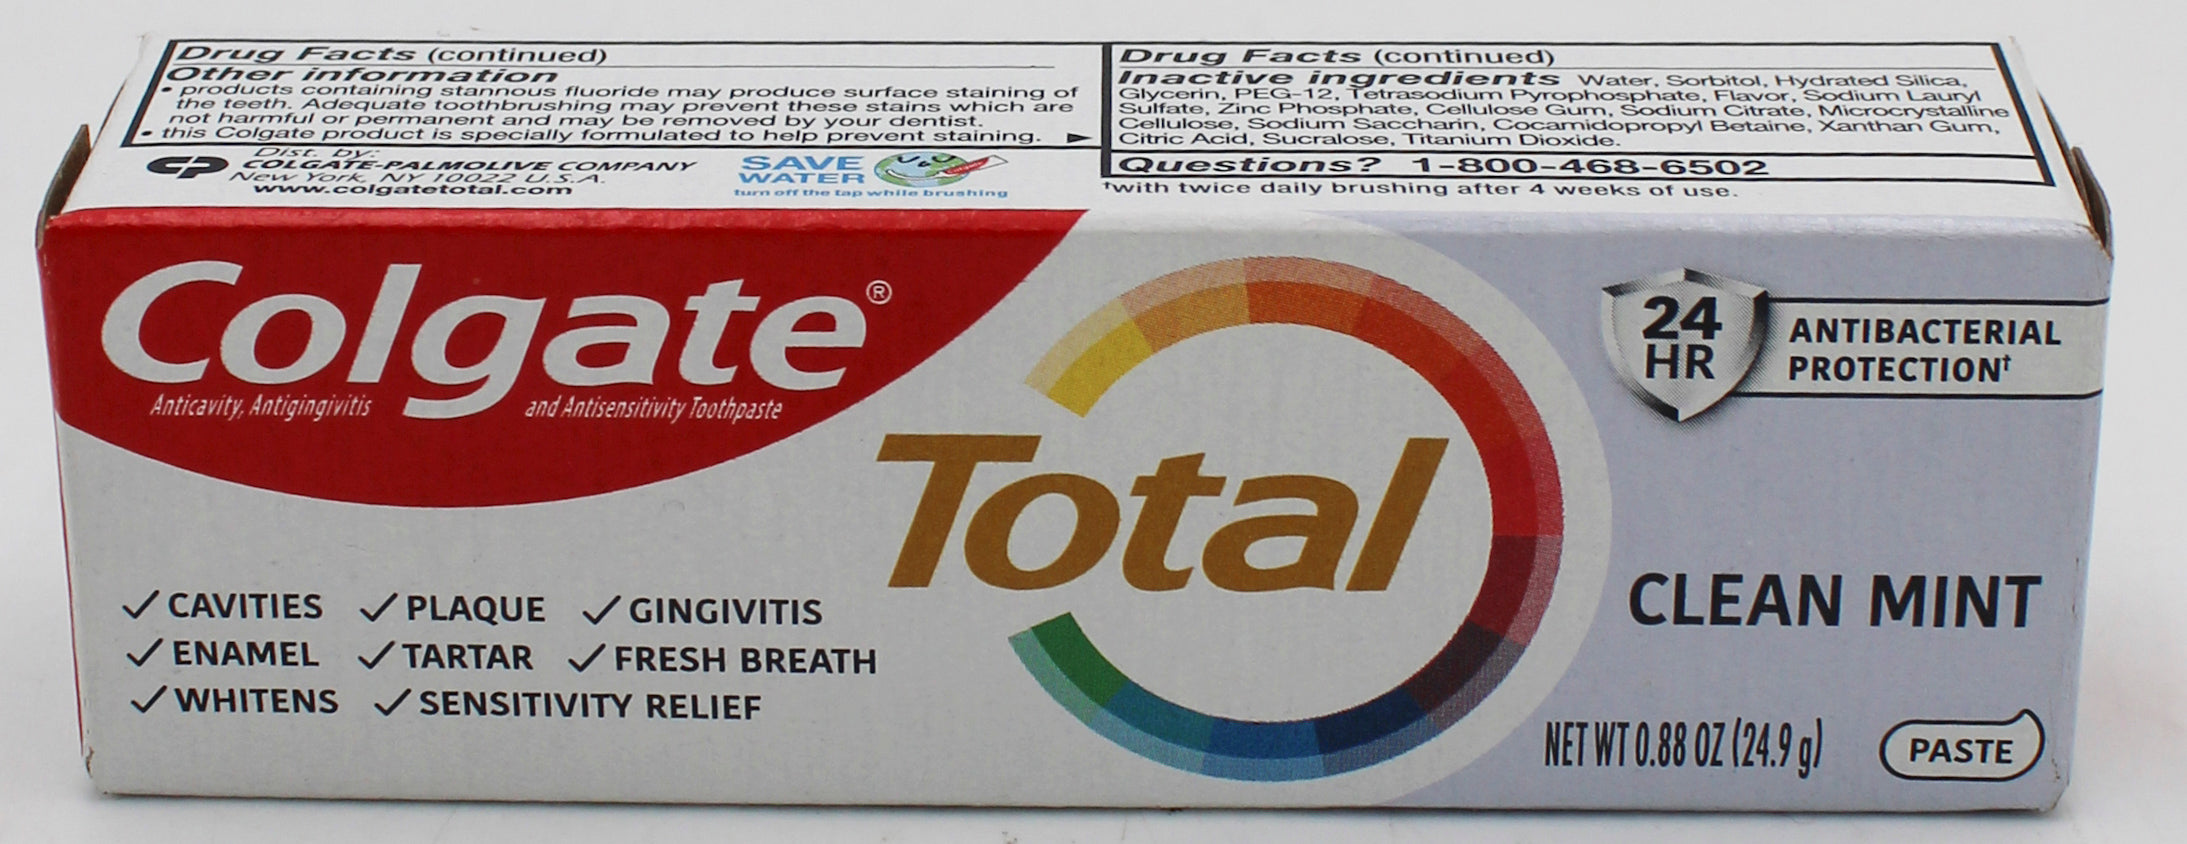 Drug Facts (continued)
Other information
• products containing stannous fluoride may produce surface staining of
the teeth. Adequate toothbrushing may prevent these stains which are
not harmful or permanent and may be removed by your dentist.
• this Colgate product is specially formulated to help prevent staining.
Drug Facts (continued)
Inactive ingredients Water, Sorbitol, Hydrated Silica,
Glycerin, PEG-12, Tetrasodium Pyrophosphate, Flavor, Sodium Lauryl
Sulfate, Zinc Phosphate, Cellulose Gum, Sodium Citrate, Microcrystalline
Cellulose, Sodium Saccharin, Cocamidopropyl Betaine, Xanthan Gum,
Citric Acid, Sucralose, Titanium Dioxide.
Questions? 1-800-468-6502
†with twice daily brushing after 4 weeks of use.
CP
Dist. by:
COLGATE-PALMOLIVE COMPANY
New York, NY 10022 U.S.A.
www.colgatetotal.com
SAVE
WATER
turn off the tap while brushing
Colgate®
Anticavity, Antigingivitis and Antisensitivity Toothpaste
Total
24
HR
ANTIBACTERIAL
PROTECTION†
✓ CAVITIES ✓ PLAQUE ✓ GINGIVITIS
✓ ENAMEL ✓ TARTAR ✓ FRESH BREATH
✓ WHITENS ✓ SENSITIVITY RELIEF
CLEAN MINT
NET WT 0.88 OZ (24.9 g)
PASTE